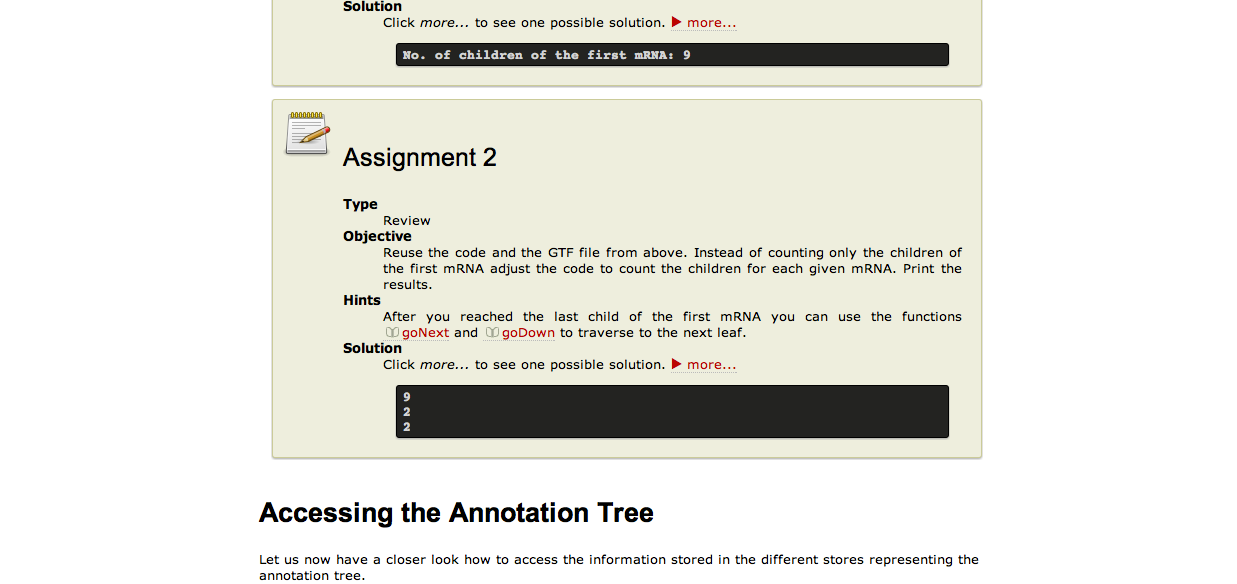 Solution
Click more... to see one possible solution. ▶ more...
No. of children of the first mRNA: 9
Assignment 2
Type
Review
Objective
Reuse the code and the GTF file from above. Instead of counting only the children of
the first mRNA adjust the code to count the children for each given mRNA. Print the
results.
Hints
After you reached the last child of the first mRNA you can use the functions
goNext and goDown to traverse to the next leaf.
Solution
Click more... to see one possible solution. ▶ more...
9
2
2
Accessing the Annotation Tree
Let us now have a closer look how to access the information stored in the different stores representing the
annotation tree.